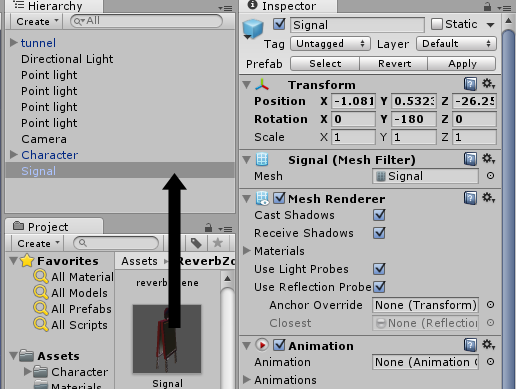 Hierarchy
Create
All
tunnel
Directional Light
Point light
Point light
Point light
Point light
Camera
Character
Signal
Project
Create
Favorites
All Material
All Models
All Prefabs
All Scripts
Assets
Character
Materials
Assets
ReverbZo
reverb
ene
Signal
Inspector
Signal
Static
Tag Untagged Layer Default
Prefab Select Revert Apply
Transform
Position X -1.081 Y 0.5323 Z -26.25
Rotation X 0 Y -180 Z 0
Scale X 1 Y 1 Z 1
Signal (Mesh Filter)
Mesh Signal
Mesh Renderer
Cast Shadows
Receive Shadows
Materials
Use Light Probes
Use Reflection Probe
Anchor Override None (Transform)
Closest None (Reflection
Animation
Animation None (Animation C
Animations